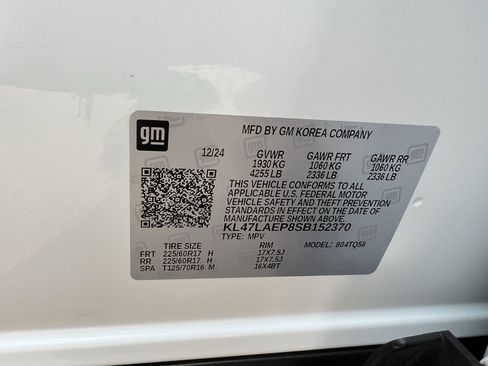 gm
MFD BY GM KOREA COMPANY
12/24 GVWR GAWR FRT GAWR RR
1930 KG 1060 KG 1060 KG
4255 LB 2336 LB 2336 LB
THIS VEHICLE CONFORMS TO ALL
APPLICABLE U.S. FEDERAL MOTOR
VEHICLE SAFETY AND THEFT PREVENTION
STANDARDS IN EFFECT ON THE DATE OF
MANUFACTURE SHOWN ABOVE.
KL47LAEP8SB152370
TYPE: MPV MODEL: 804TQ58
TIRE SIZE RIM
FRT 225/60R17 H 17X7.5J
RR 225/60R17 H 17X7.5J
SPA T125/70R16 M 16X4BT